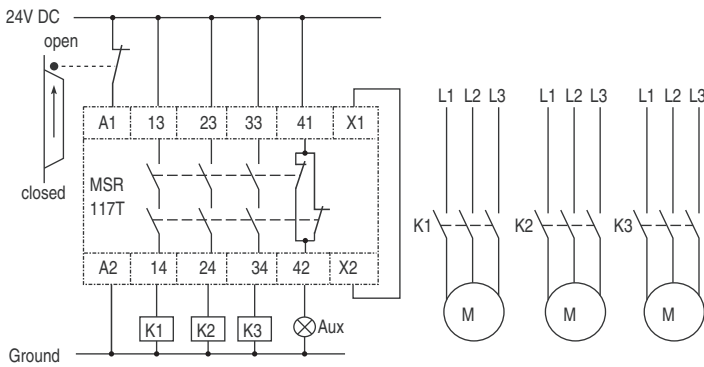 24V DC
open
closed
A1 13 23 33 41 X1
MSR
117T
A2 14 24 34 42 X2
K1 K2 K3 Aux
Ground
L1 L2 L3 L1 L2 L3 L1 L2 L3
K1 K2 K3
M M M